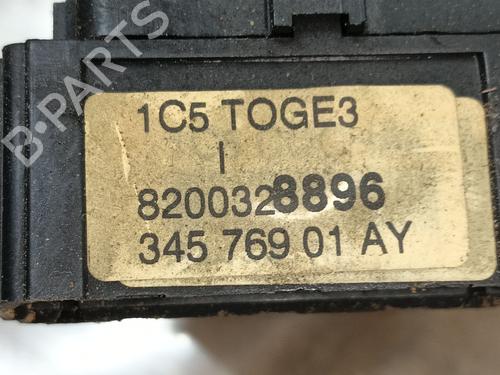 B-PARTS
1C5 TOGE3
I
8200328896
345 769 01 AY